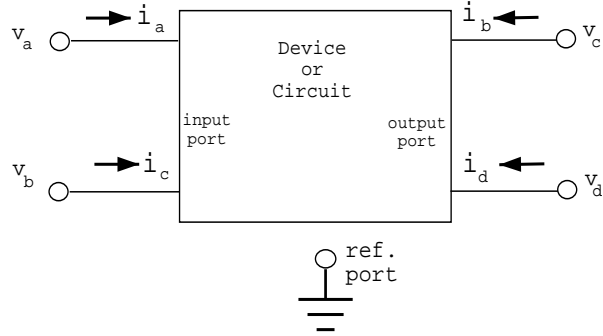 i_a
i_b
v_a
v_c
Device
or
Circuit
input
port
output
port
v_b
i_c
i_d
v_d
ref.
port